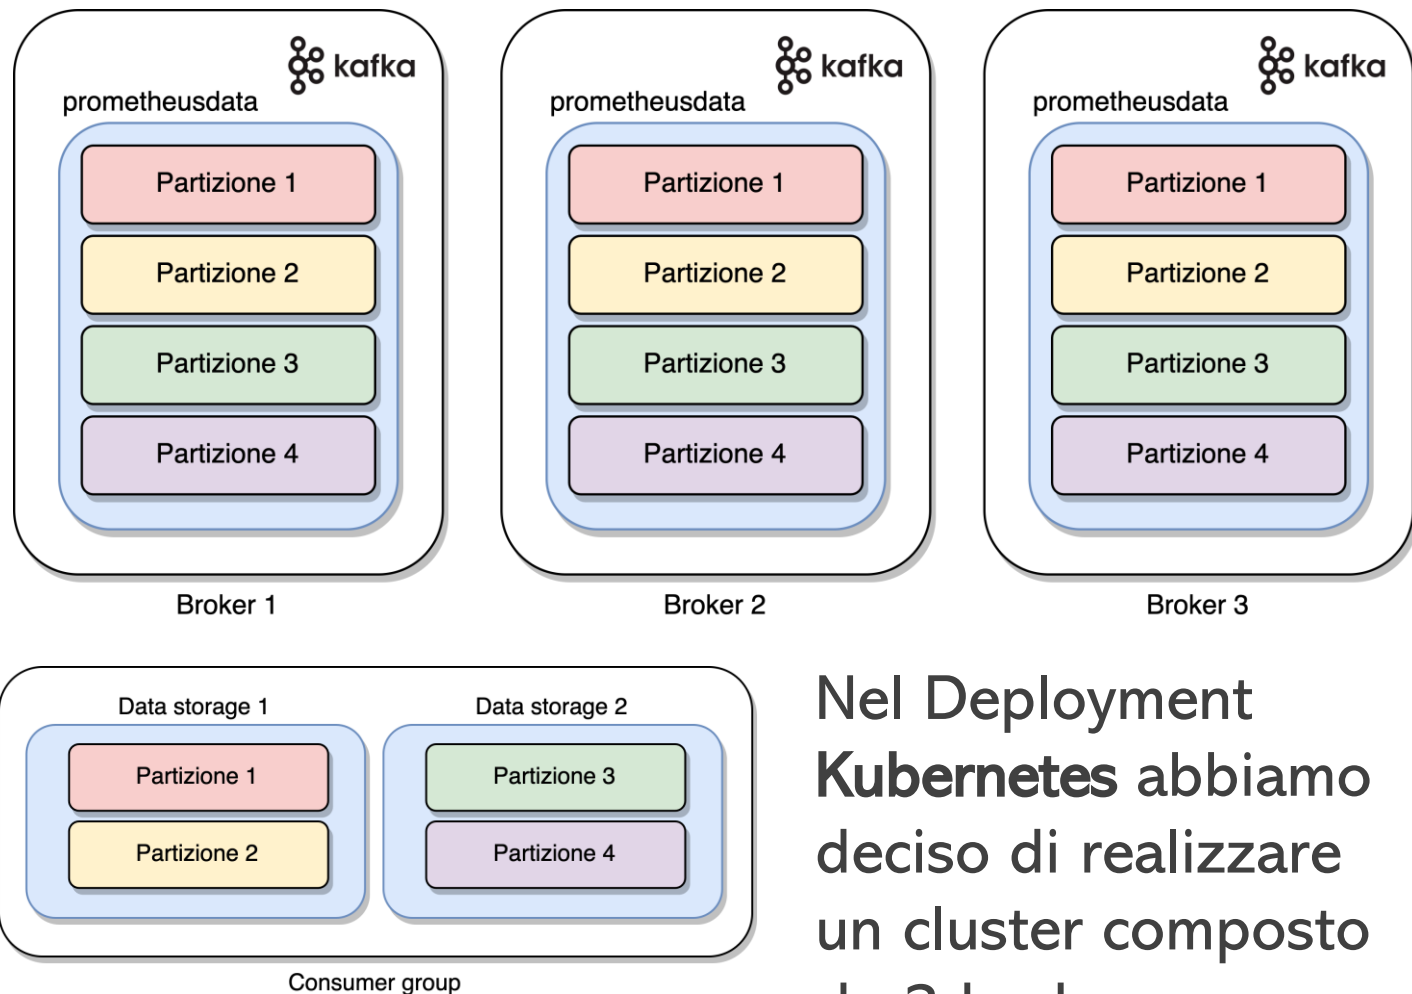 kafka
prometheusdata
Partizione 1
Partizione 2
Partizione 3
Partizione 4
Broker 1
kafka
prometheusdata
Partizione 1
Partizione 2
Partizione 3
Partizione 4
Broker 2
kafka
prometheusdata
Partizione 1
Partizione 2
Partizione 3
Partizione 4
Broker 3
Data storage 1
Partizione 1
Partizione 2
Data storage 2
Partizione 3
Partizione 4
Consumer group
Nel Deployment
Kubernetes abbiamo
deciso di realizzare
un cluster composto